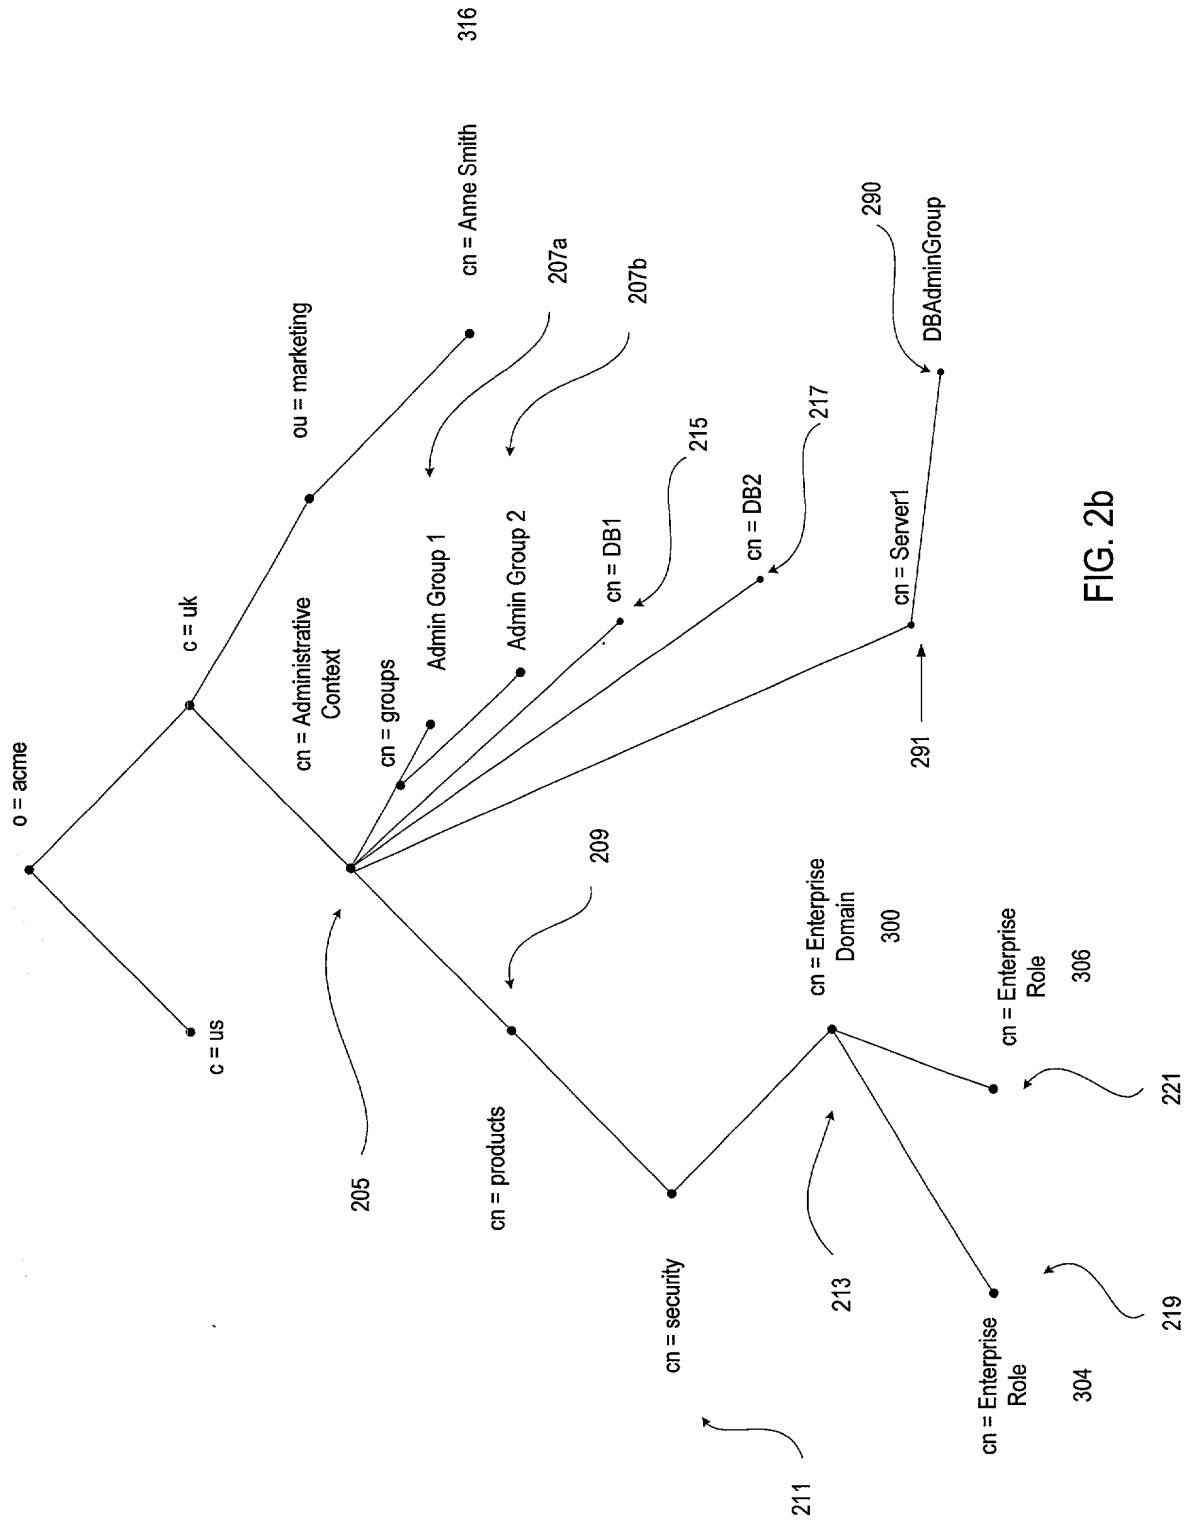 o = acme
c = us
c = uk
ou = marketing
cn = Anne Smith
316
cn = Administrative
Context
205
cn = groups
Admin Group 1
207a
Admin Group 2
207b
cn = DB1
215
cn = DB2
217
cn = Server1
291
DBAdminGroup
290
cn = products
209
cn = security
211
cn = Enterprise
Domain
300
213
cn = Enterprise
Role
304
219
cn = Enterprise
Role
306
221
FIG. 2b